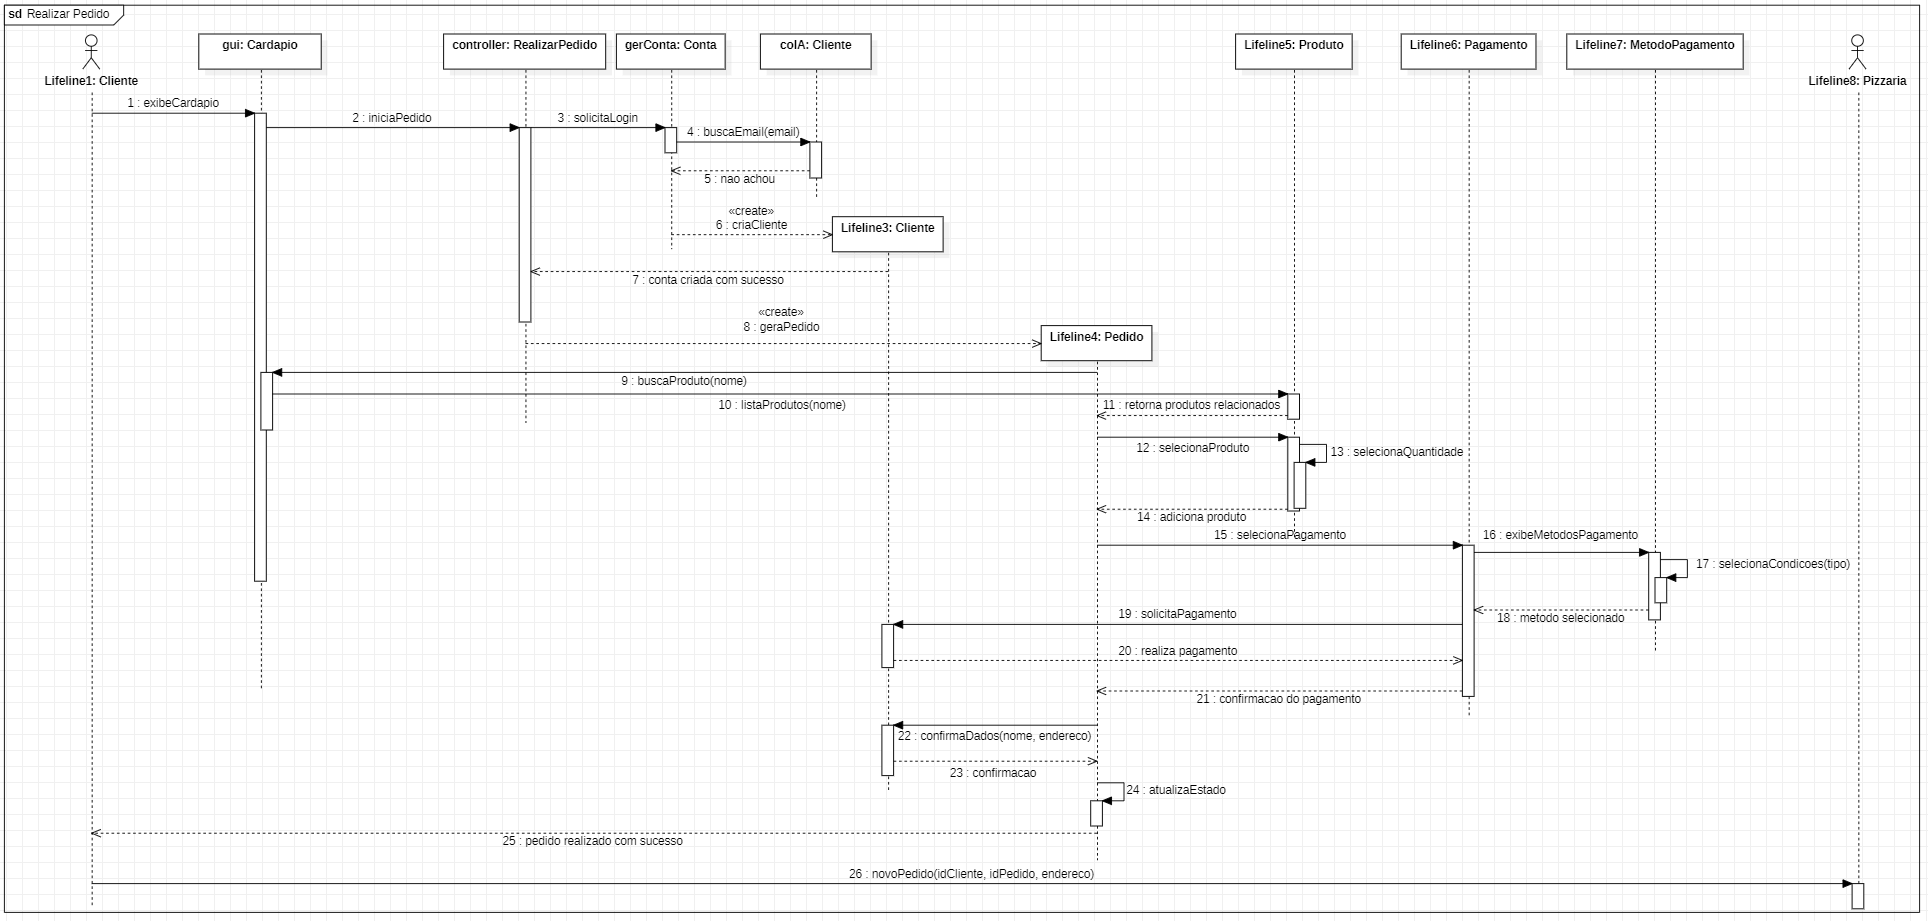 sd Realizar Pedido
gui: Cardapio
controller: RealizarPedido
gerConta: Conta
colA: Cliente
Lifeline5: Produto
Lifeline6: Pagamento
Lifeline7: MetodoPagamento
Lifeline1: Cliente
Lifeline8: Pizzaria
1 : exibeCardapio
2 : iniciaPedido
3 : solicitaLogin
4 : buscaEmail(email)
5 : nao achou
«create»
6 : criaCliente
Lifeline3: Cliente
7 : conta criada com sucesso
«create»
8 : geraPedido
Lifeline4: Pedido
9 : buscaProduto(nome)
10 : listaProdutos(nome)
11 : retorna produtos relacionados
12 : selecionaProduto
13 : selecionaQuantidade
14 : adiciona produto
15 : selecionaPagamento
16 : exibeMetodosPagamento
17 : selecionaCondicoes(tipo)
18 : metodo selecionado
19 : solicitaPagamento
20 : realiza pagamento
21 : confirmacao do pagamento
22 : confirmaDados(nome, endereco)
23 : confirmacao
24 : atualizaEstado
25 : pedido realizado com sucesso
26 : novoPedido(idCliente, idPedido, endereco)